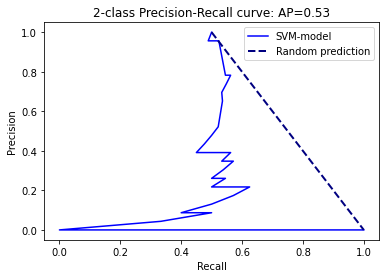 2-class Precision-Recall curve: AP=0.53
SVM-model
Random prediction
Precision
1.0
0.8
0.6
0.4
0.2
0.0
0.0 0.2 0.4 0.6 0.8 1.0
Recall